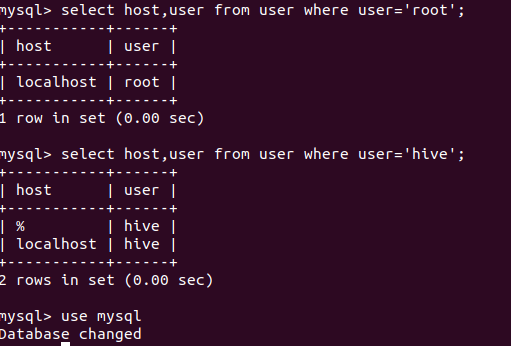 mysql> select host,user from user where user='root';
+-----------+------+
| host      | user |
+-----------+------+
| localhost | root |
+-----------+------+
1 row in set (0.00 sec)
mysql> select host,user from user where user='hive';
+-----------+------+
| host      | user |
+-----------+------+
| %         | hive |
| localhost | hive |
+-----------+------+
2 rows in set (0.00 sec)
mysql> use mysql
Database changed